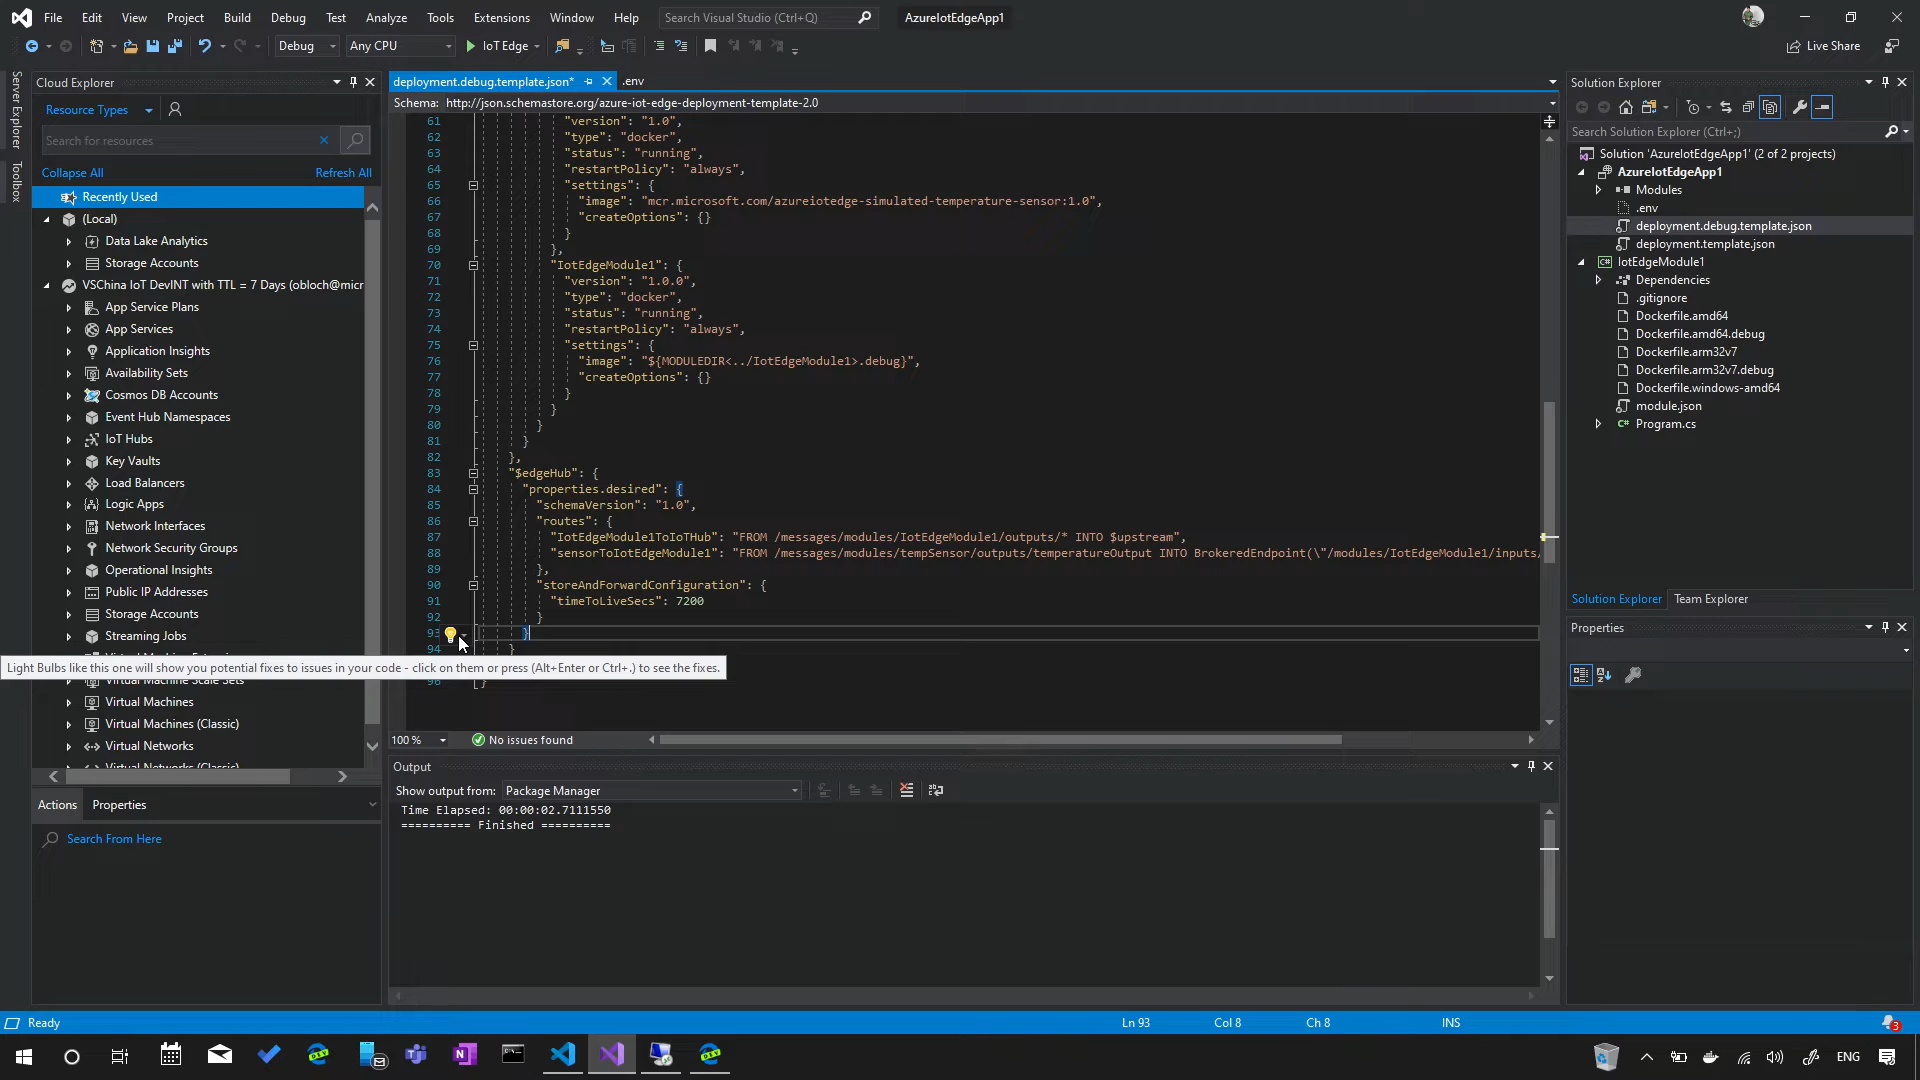 File Edit View Project Build Debug Test Analyze Tools Extensions Window Help Search Visual Studio (Ctrl+Q) AzureIotEdgeApp1
Debug Any CPU IoT Edge Live Share
Server Explorer
Toolbox
Cloud Explorer
Resource Types
Search for resources
Collapse All Refresh All
Recently Used
(Local)
Data Lake Analytics
Storage Accounts
VSChina IoT DevINT with TTL = 7 Days (obloch@micr
App Service Plans
App Services
Application Insights
Availability Sets
Cosmos DB Accounts
Event Hub Namespaces
IoT Hubs
Key Vaults
Load Balancers
Logic Apps
Network Interfaces
Network Security Groups
Operational Insights
Public IP Addresses
Storage Accounts
Streaming Jobs
Virtual Machine Scale Sets
Virtual Machines
Virtual Machines (Classic)
Virtual Networks
Virtual Networks (Classic)
Actions Properties
Search From Here
deployment.debug.template.json* .env
Schema: http://json.schemastore.org/azure-iot-edge-deployment-template-2.0
61 "version": "1.0",
62 "type": "docker",
63 "status": "running",
64 "restartPolicy": "always",
65 "settings": {
66 "image": "mcr.microsoft.com/azureiotedge-simulated-temperature-sensor:1.0",
67 "createOptions": {}
68 }
69 },
70 "IotEdgeModule1": {
71 "version": "1.0.0",
72 "type": "docker",
73 "status": "running",
74 "restartPolicy": "always",
75 "settings": {
76 "image": "${MODULEDIR<../IotEdgeModule1>.debug}",
77 "createOptions": {}
78 }
79 }
80 }
81 }
82 },
83 "$edgeHub": {
84 "properties.desired": {
85 "schemaVersion": "1.0",
86 "routes": {
87 "IotEdgeModule1ToIoTHub": "FROM /messages/modules/IotEdgeModule1/outputs/* INTO $upstream",
88 "sensorToIotEdgeModule1": "FROM /messages/modules/tempSensor/outputs/temperatureOutput INTO BrokeredEndpoint(\"/modules/IotEdgeModule1/inputs/
89 },
90 "storeAndForwardConfiguration": {
91 "timeToLiveSecs": 7200
92 }
93 }
94 }
Light Bulbs like this one will show you potential fixes to issues in your code - click on them or press (Alt+Enter or Ctrl+.) to see the fixes.
96 }
100 % No issues found
Output
Show output from: Package Manager
Time Elapsed: 00:00:02.7111550
========== Finished ==========
Solution Explorer
Search Solution Explorer (Ctrl+;)
Solution 'AzureIotEdgeApp1' (2 of 2 projects)
AzureIotEdgeApp1
Modules
.env
deployment.debug.template.json
deployment.template.json
IotEdgeModule1
Dependencies
.gitignore
Dockerfile.amd64
Dockerfile.amd64.debug
Dockerfile.arm32v7
Dockerfile.arm32v7.debug
Dockerfile.windows-amd64
module.json
C# Program.cs
Solution Explorer Team Explorer
Properties
Ready Ln 93 Col 8 Ch 8 INS 3
ENG